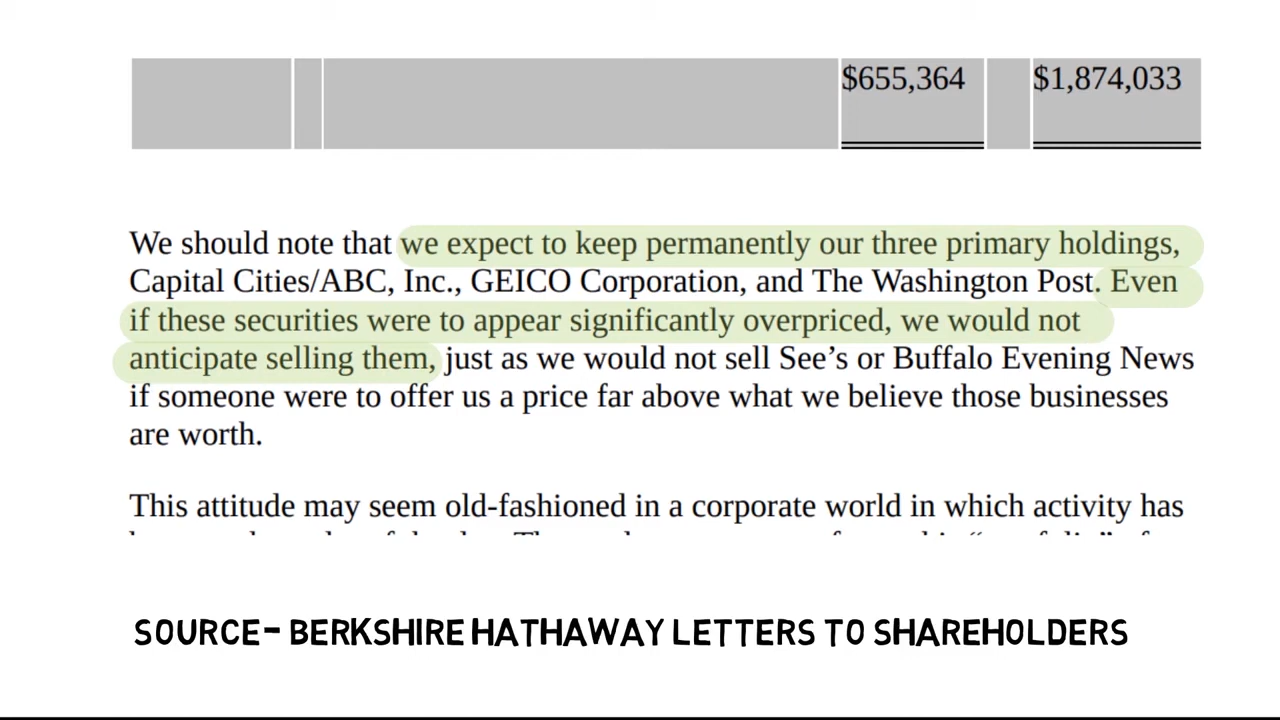 $655,364 $1,874,033
We should note that we expect to keep permanently our three primary holdings,
Capital Cities/ABC, Inc., GEICO Corporation, and The Washington Post. Even
if these securities were to appear significantly overpriced, we would not
anticipate selling them, just as we would not sell See’s or Buffalo Evening News
if someone were to offer us a price far above what we believe those businesses
are worth.
This attitude may seem old-fashioned in a corporate world in which activity has
SOURCE- BERKSHIRE HATHAWAY LETTERS TO SHAREHOLDERS